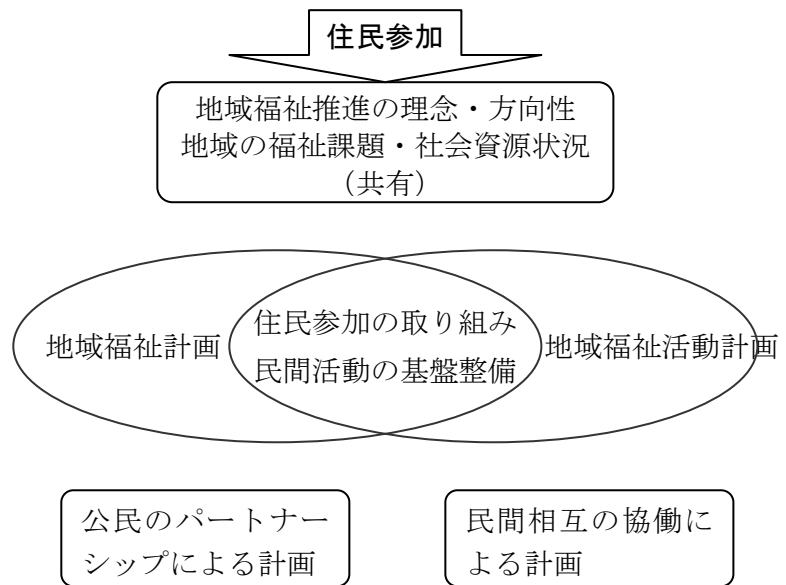 住民参加
地域福祉推進の理念・方向性
地域の福祉課題・社会資源状況
（共有）
地域福祉計画
住民参加の取り組み
民間活動の基盤整備
地域福祉活動計画
公民のパートナー
シップによる計画
民間相互の協働に
よる計画